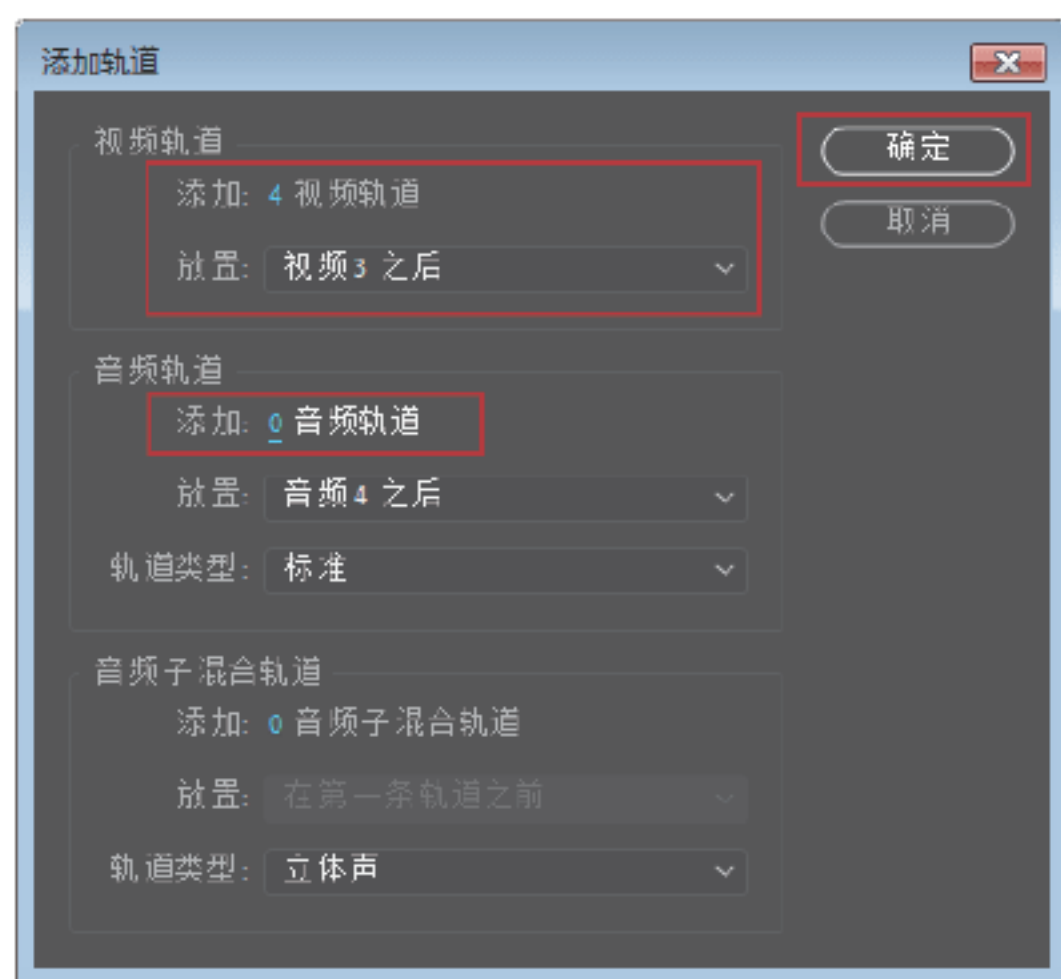 添加轨道
视频轨道
确定
添加: 4 视频轨道
取消
放置: 视频3 之后
音频轨道
添加: 0 音频轨道
放置: 音频4 之后
轨道类型: 标准
音频子混合轨道
添加: 0 音频子混合轨道
放置: 在第一条轨道之前
轨道类型: 立体声